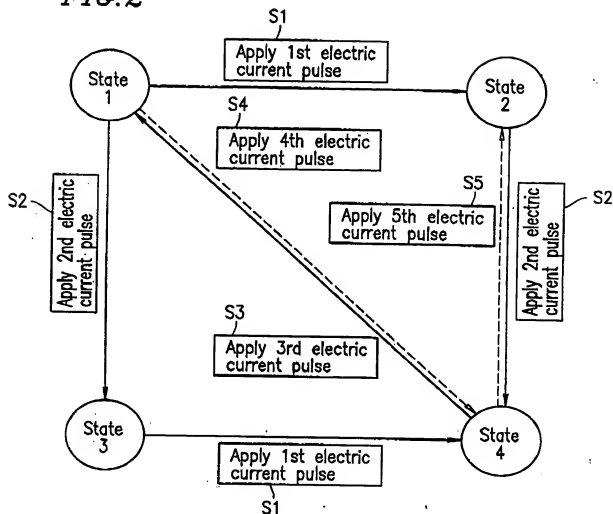 FIG.2
S1
Apply 1st electric
current pulse
State
1
State
2
S4
Apply 4th electric
current pulse
S2
Apply 2nd electric
current pulse
S5
Apply 5th electric
current pulse
S2
Apply 2nd electric
current pulse
S3
Apply 3rd electric
current pulse
State
3
State
4
Apply 1st electric
current pulse
S1